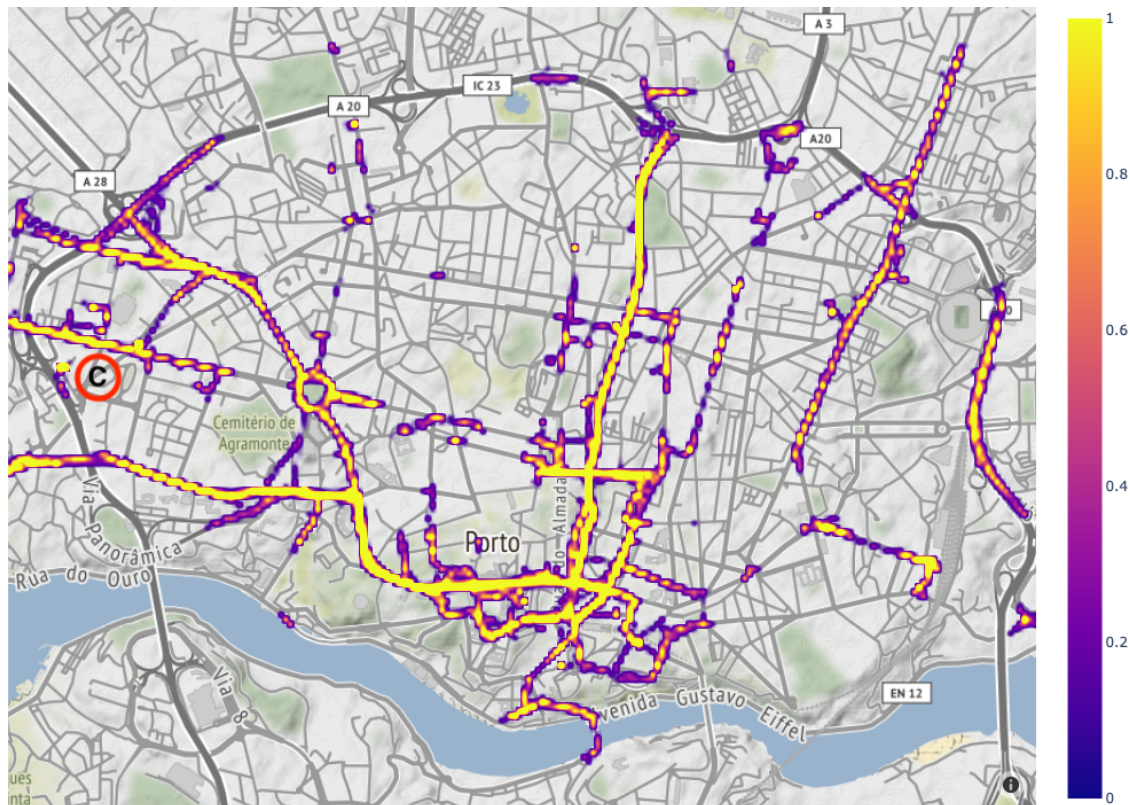 A 3
IC 23
A 20
A20
A 28
C
Cemitério de
Agramonte
Almada
Porto
Via Panorâmica
Rua do Ouro
Via 8
EN 12
Avenida Gustavo Eiffel
1
0.8
0.6
0.4
0.2
0
i